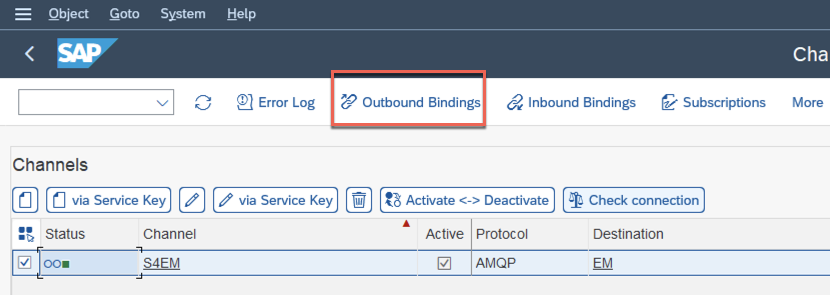 Object Goto System Help
SAP Cha
Error Log Outbound Bindings Inbound Bindings Subscriptions More
Channels
via Service Key via Service Key Activate <-> Deactivate Check connection
Status Channel Active Protocol Destination
S4EM AMQP EM